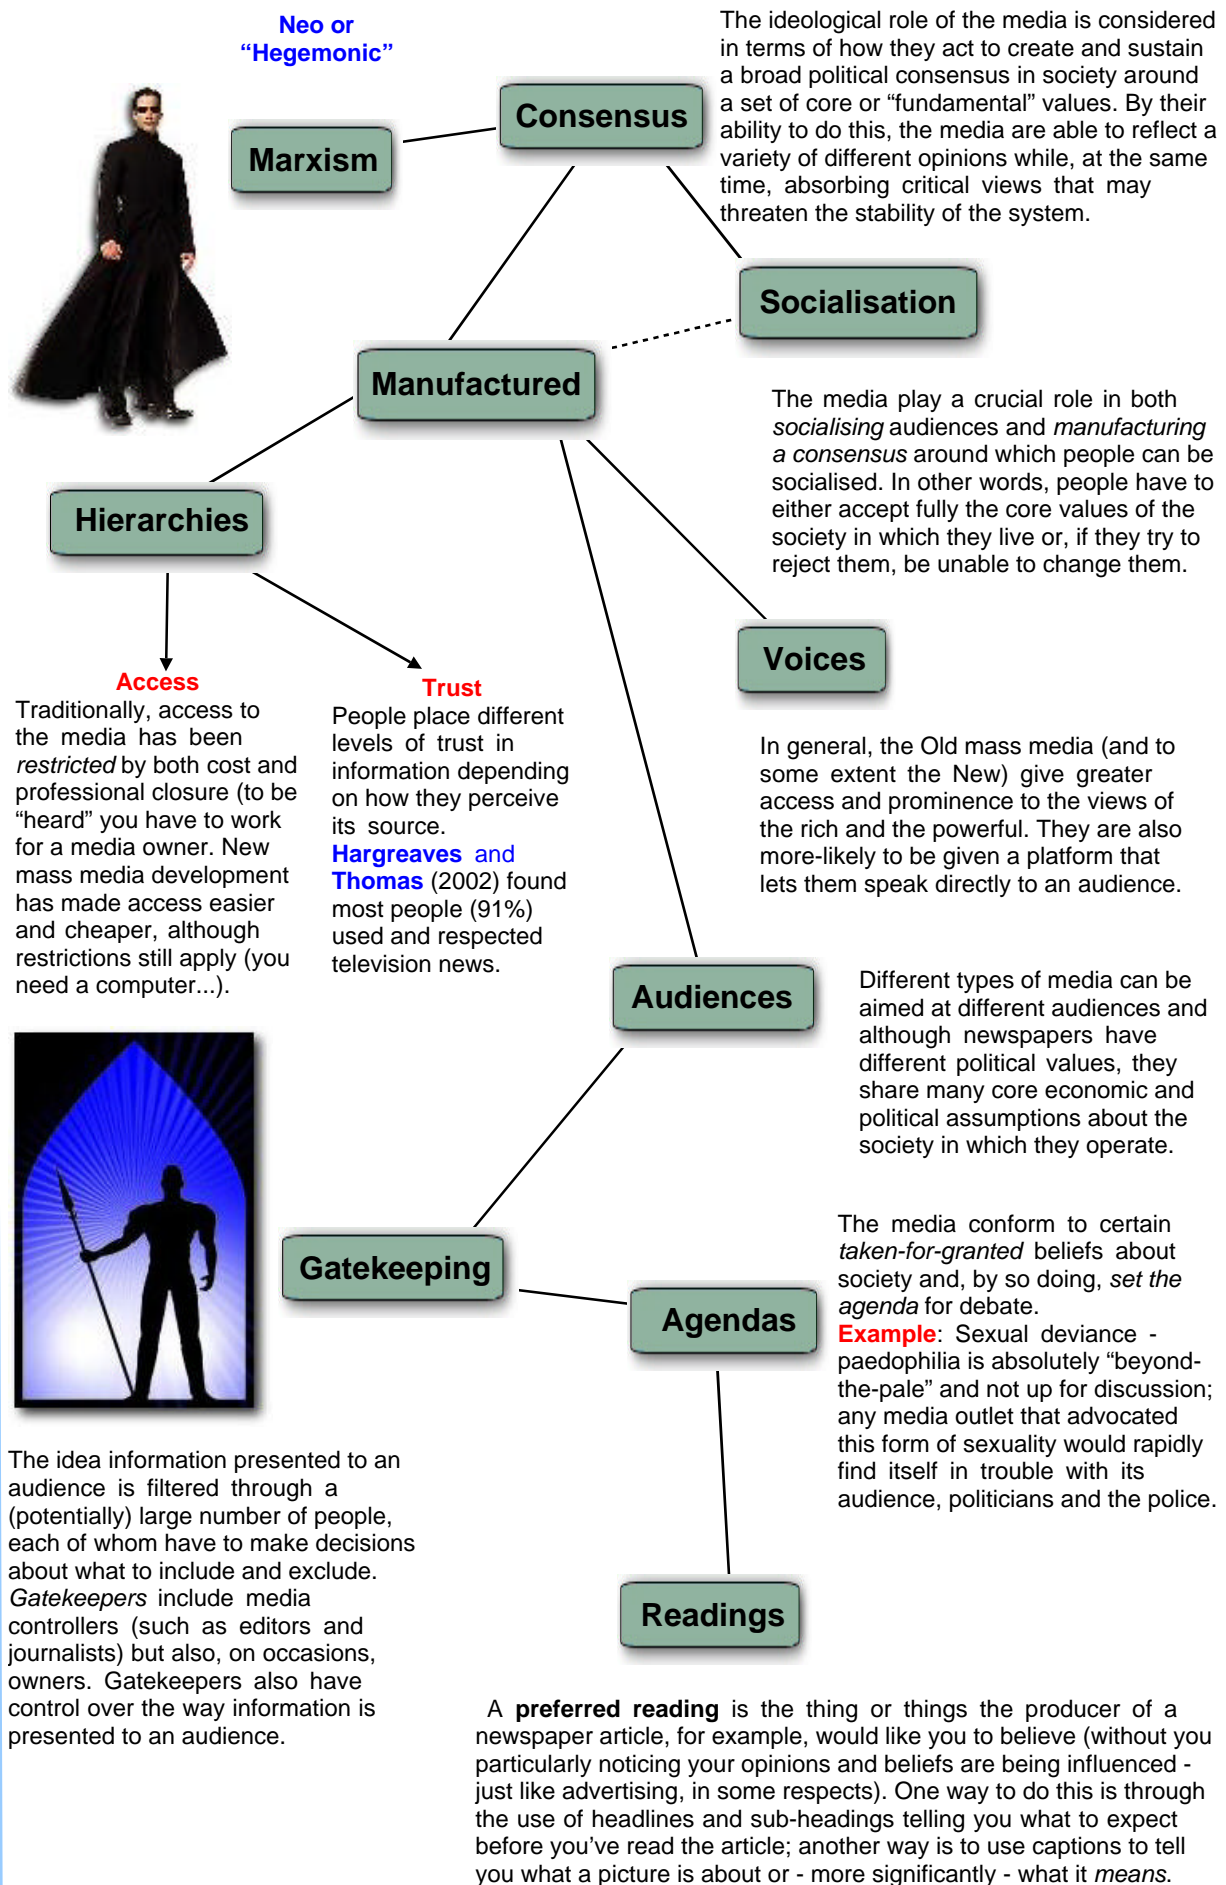 Neo or
“Hegemonic”
Marxism
Consensus
The ideological role of the media is considered
in terms of how they act to create and sustain
a broad political consensus in society around
a set of core or “fundamental” values. By their
ability to do this, the media are able to reflect a
variety of different opinions while, at the same
time, absorbing critical views that may
threaten the stability of the system.
Socialisation
Manufactured
The media play a crucial role in both
socialising audiences and manufacturing
a consensus around which people can be
socialised. In other words, people have to
either accept fully the core values of the
society in which they live or, if they try to
reject them, be unable to change them.
Hierarchies
Voices
Access
Traditionally, access to
the media has been
restricted by both cost and
professional closure (to be
“heard” you have to work
for a media owner. New
mass media development
has made access easier
and cheaper, although
restrictions still apply (you
need a computer...).
Trust
People place different
levels of trust in
information depending
on how they perceive
its source.
Hargreaves and
Thomas (2002) found
most people (91%)
used and respected
television news.
In general, the Old mass media (and to
some extent the New) give greater
access and prominence to the views of
the rich and the powerful. They are also
more-likely to be given a platform that
lets them speak directly to an audience.
Audiences
Different types of media can be
aimed at different audiences and
although newspapers have
different political values, they
share many core economic and
political assumptions about the
society in which they operate.
Gatekeeping
Agendas
The media conform to certain
taken-for-granted beliefs about
society and, by so doing, set the
agenda for debate.
Example: Sexual deviance -
paedophilia is absolutely “beyond-
the-pale” and not up for discussion;
any media outlet that advocated
this form of sexuality would rapidly
find itself in trouble with its
audience, politicians and the police.
The idea information presented to an
audience is filtered through a
(potentially) large number of people,
each of whom have to make decisions
about what to include and exclude.
Gatekeepers include media
controllers (such as editors and
journalists) but also, on occasions,
owners. Gatekeepers also have
control over the way information is
presented to an audience.
Readings
A preferred reading is the thing or things the producer of a
newspaper article, for example, would like you to believe (without you
particularly noticing your opinions and beliefs are being influenced -
just like advertising, in some respects). One way to do this is through
the use of headlines and sub-headings telling you what to expect
before you’ve read the article; another way is to use captions to tell
you what a picture is about or - more significantly - what it means.